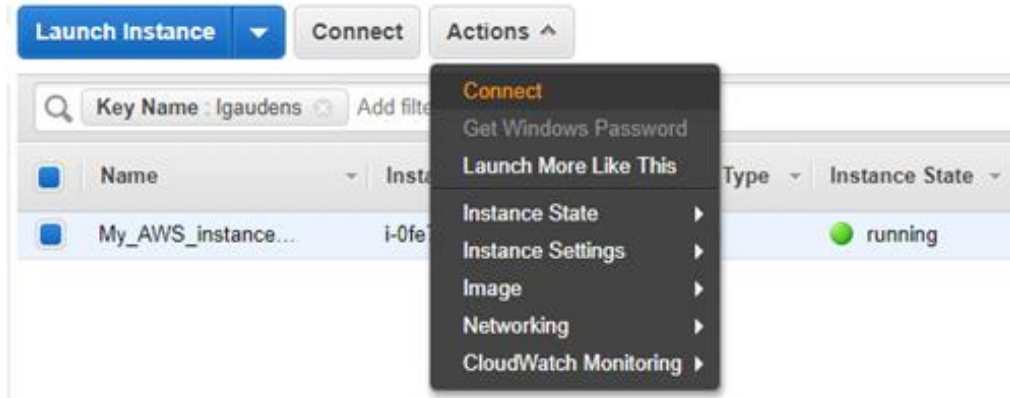 Launch Instance Connect Actions
Key Name : lgaudens Add filte
Connect
Get Windows Password
Launch More Like This
Name Insta Type Instance State
Instance State
My_AWS_instance... i-0fe running
Instance Settings
Image
Networking
CloudWatch Monitoring